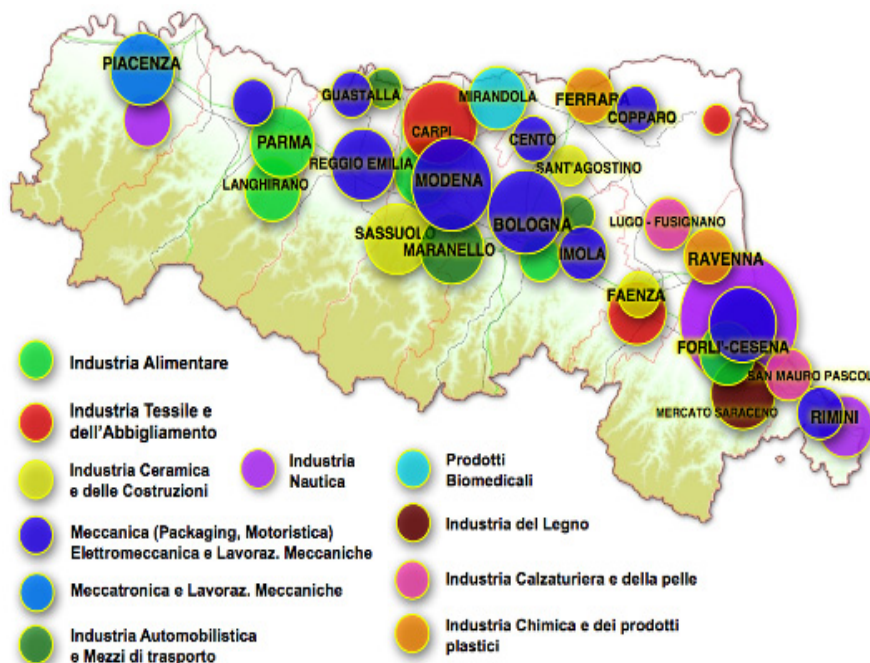 PIACENZA
GUASTALLA
MIRANDOLA
FERRARA
COPPARO
PARMA
CARPI
CENTO
REGGIO EMILIA
SANT'AGOSTINO
LANGHIRANO
MODENA
BOLOGNA
LUGO - FUSIGNANO
SASSUOLO
MARANELLO
IMOLA
RAVENNA
FAENZA
FORLI'-CESENA
SAN MAURO PASCOL
MERCATO SARACENO
RIMINI
Industria Alimentare
Industria Tessile e
dell'Abbigliamento
Industria Ceramica
e delle Costruzioni
Industria
Nautica
Prodotti
Biomedicali
Meccanica (Packaging, Motoristica)
Elettromeccanica e Lavoraz. Meccaniche
Industria del Legno
Meccatronica e Lavoraz. Meccaniche
Industria Calzaturiera e della pelle
Industria Automobilistica
e Mezzi di trasporto
Industria Chimica e dei prodotti
plastici